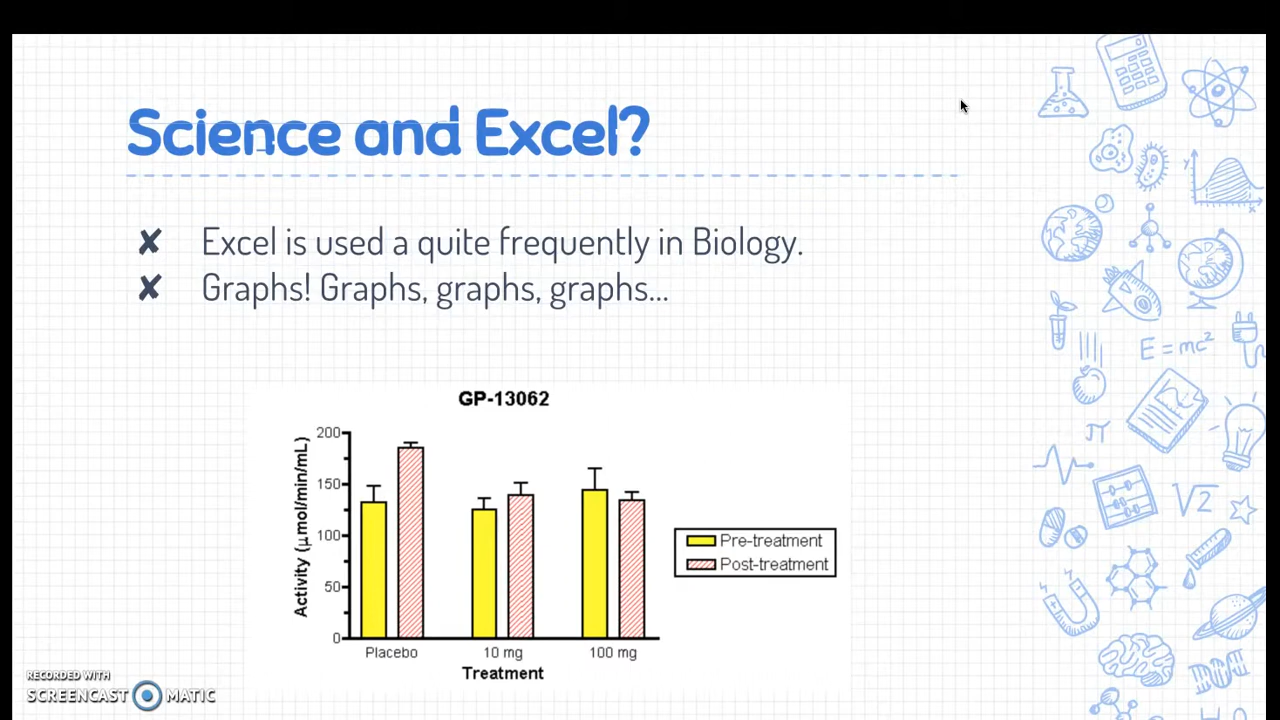 Science and Excel?
✘ Excel is used a quite frequently in Biology.
✘ Graphs! Graphs, graphs, graphs...
GP-13062
Activity (μmol/min/mL)
200
150
100
50
0
Placebo 10 mg 100 mg
Treatment
Pre-treatment
Post-treatment
y
x
E=mc²
π
√2
RECORDED WITH
SCREENCAST MATIC